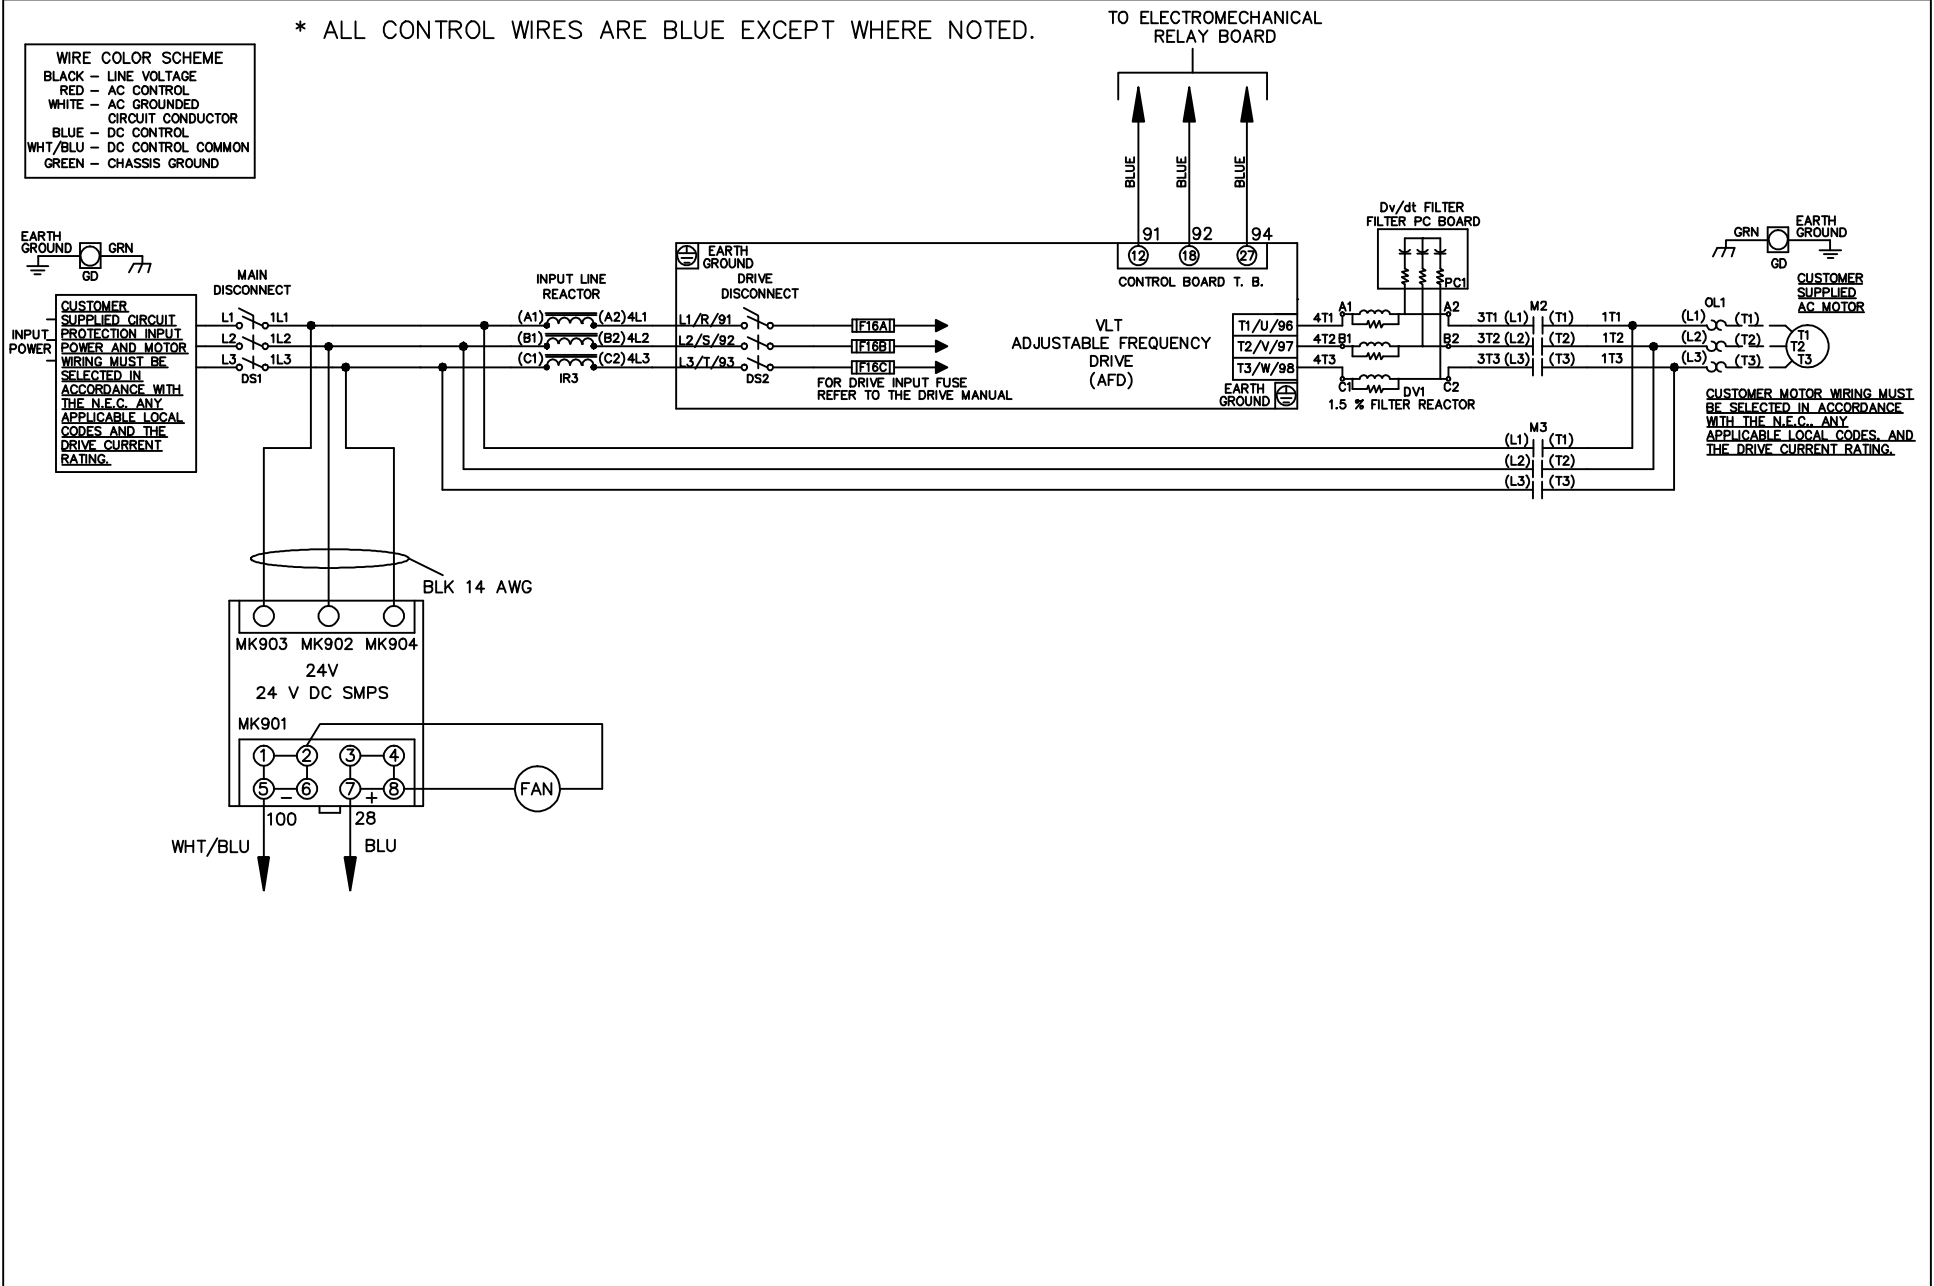 * ALL CONTROL WIRES ARE BLUE EXCEPT WHERE NOTED.
TO ELECTROMECHANICAL
RELAY BOARD
WIRE COLOR SCHEME
BLACK – LINE VOLTAGE
RED – AC CONTROL
WHITE – AC GROUNDED
CIRCUIT CONDUCTOR
BLUE – DC CONTROL
WHT/BLU – DC CONTROL COMMON
GREEN – CHASSIS GROUND
BLUE
BLUE
BLUE
91 92 94
12 18 27
CONTROL BOARD T. B.
EARTH
GROUND
GRN
GD
INPUT
POWER
CUSTOMER
SUPPLIED CIRCUIT
PROTECTION INPUT
POWER AND MOTOR
WIRING MUST BE
SELECTED IN
ACCORDANCE WITH
THE N.E.C. ANY
APPLICABLE LOCAL
CODES AND THE
DRIVE CURRENT
RATING.
MAIN
DISCONNECT
L1 1L1
L2 1L2
L3 1L3
DS1
INPUT LINE
REACTOR
(A1) (A2) 4L1
(B1) (B2) 4L2
(C1) (C2) 4L3
IR3
EARTH
GROUND
DRIVE
DISCONNECT
L1/R/91
L2/S/92
L3/T/93
DS2
F16A
F16B
F16C
FOR DRIVE INPUT FUSE
REFER TO THE DRIVE MANUAL
VLT
ADJUSTABLE FREQUENCY
DRIVE
(AFD)
T1/U/96
T2/V/97
T3/W/98
EARTH
GROUND
Dv/dt FILTER
FILTER PC BOARD
PC1
4T1 A1 A2
4T2 B1 B2
4T3
C1 C2
DV1
1.5 % FILTER REACTOR
M2
3T1 (L1) (T1) 1T1
3T2 (L2) (T2) 1T2
3T3 (L3) (T3) 1T3
M3
(L1) (T1)
(L2) (T2)
(L3) (T3)
OL1
(L1) (T1)
(L2) (T2)
(L3) (T3)
T1
T2
T3
GRN
EARTH
GROUND
GD
CUSTOMER
SUPPLIED
AC MOTOR
CUSTOMER MOTOR WIRING MUST
BE SELECTED IN ACCORDANCE
WITH THE N.E.C.. ANY
APPLICABLE LOCAL CODES. AND
THE DRIVE CURRENT RATING.
BLK 14 AWG
MK903 MK902 MK904
24V
24 V DC SMPS
MK901
1 2 3 4
5 – 6 7 + 8
FAN
100 28
WHT/BLU BLU